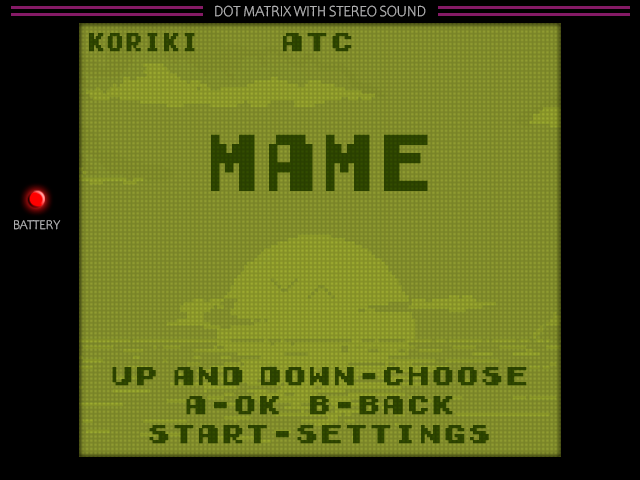 DOT MATRIX WITH STEREO SOUND
KORIKI ATC
MAME
BATTERY
UP AND DOWN-CHOOSE
A-OK B-BACK
START-SETTINGS